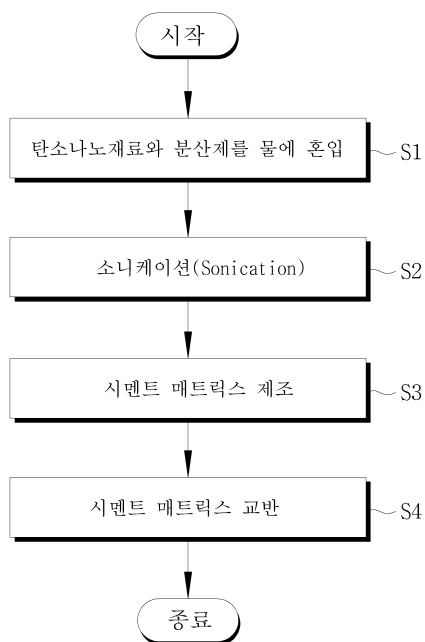 시작
탄소나노재료와 분산제를 물에 혼입
S1
소니케이션(Sonication)
S2
시멘트 매트릭스 제조
S3
시멘트 매트릭스 교반
S4
종료